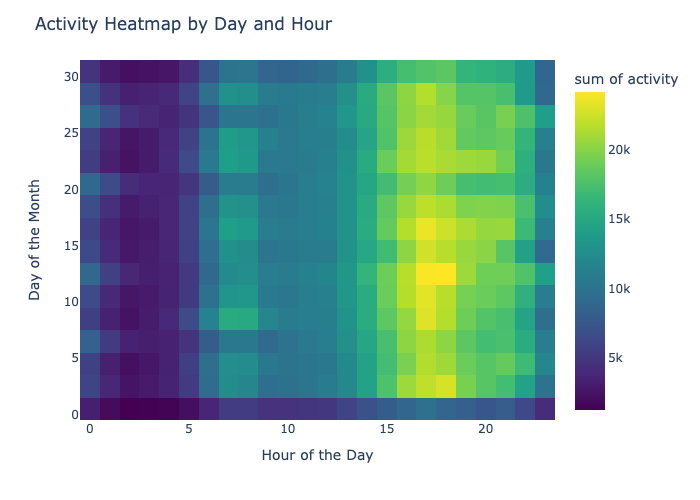 Activity Heatmap by Day and Hour
sum of activity
30
25
20
15
10
5
0
20k
15k
10k
5k
0 5 10 15 20
Hour of the Day
Day of the Month